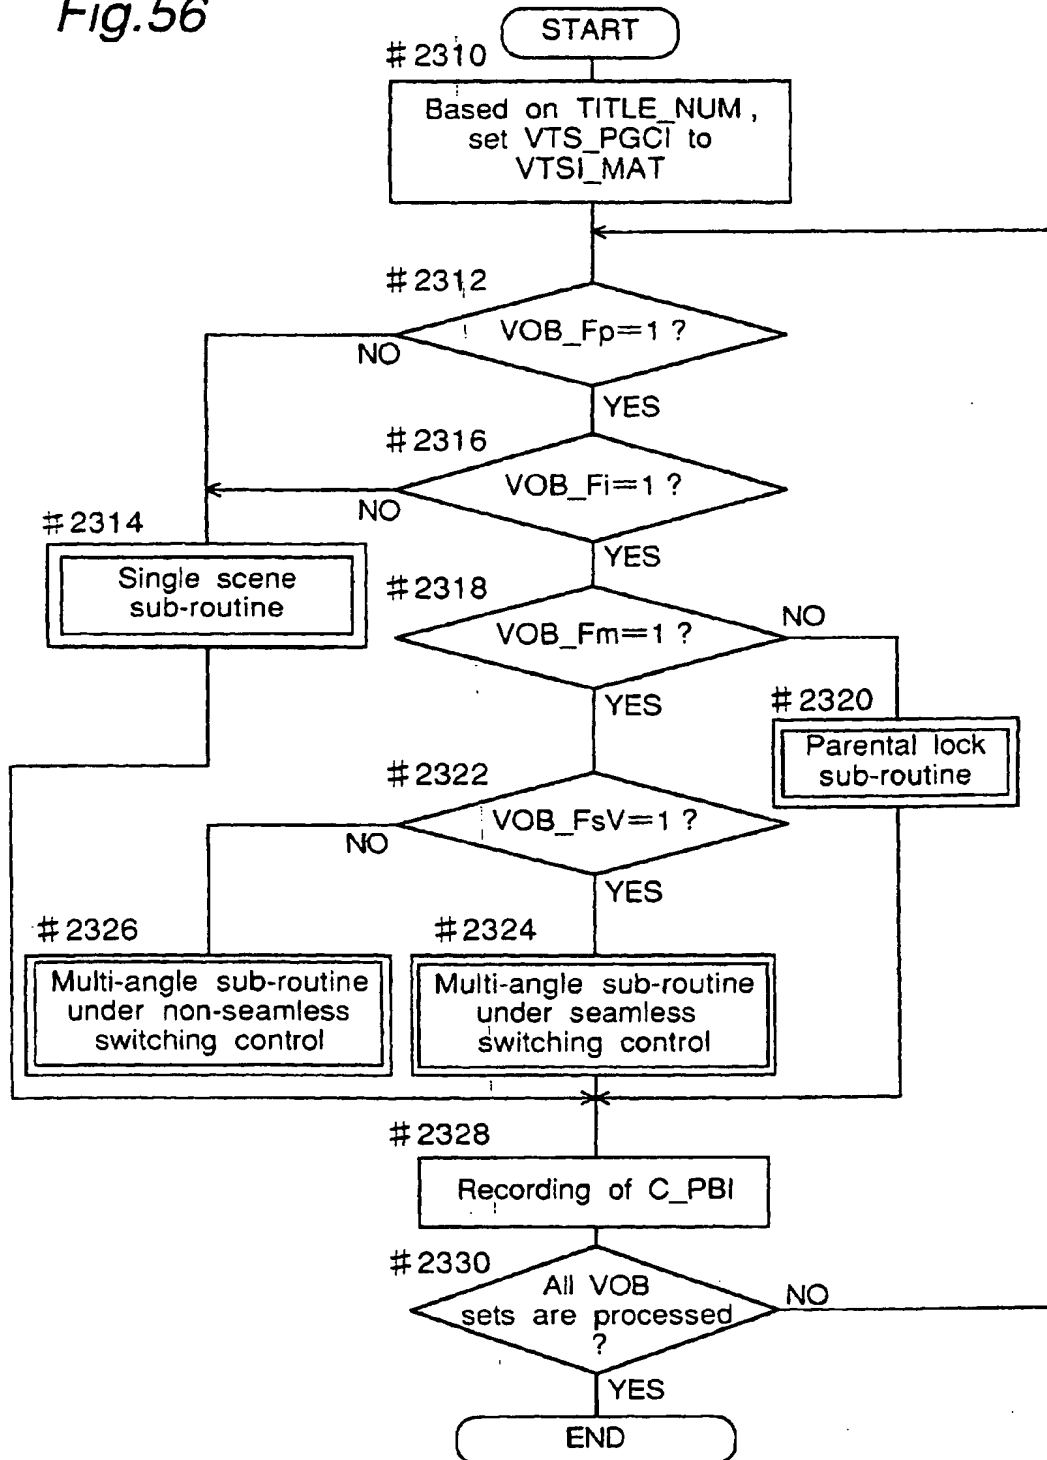 Fig.56
START
#2310
Based on TITLE_NUM,
set VTS_PGCI to
VTSI_MAT
#2312
VOB_Fp=1 ?
NO
YES
#2316
VOB_Fi=1 ?
NO
YES
#2314
Single scene
sub-routine
#2318
VOB_Fm=1 ?
NO
YES
#2320
Parental lock
sub-routine
#2322
VOB_FsV=1 ?
NO
YES
#2326
Multi-angle sub-routine
under non-seamless
switching control
#2324
Multi-angle sub-routine
under seamless
switching control
#2328
Recording of C_PBI
#2330
All VOB
sets are processed
?
NO
YES
END